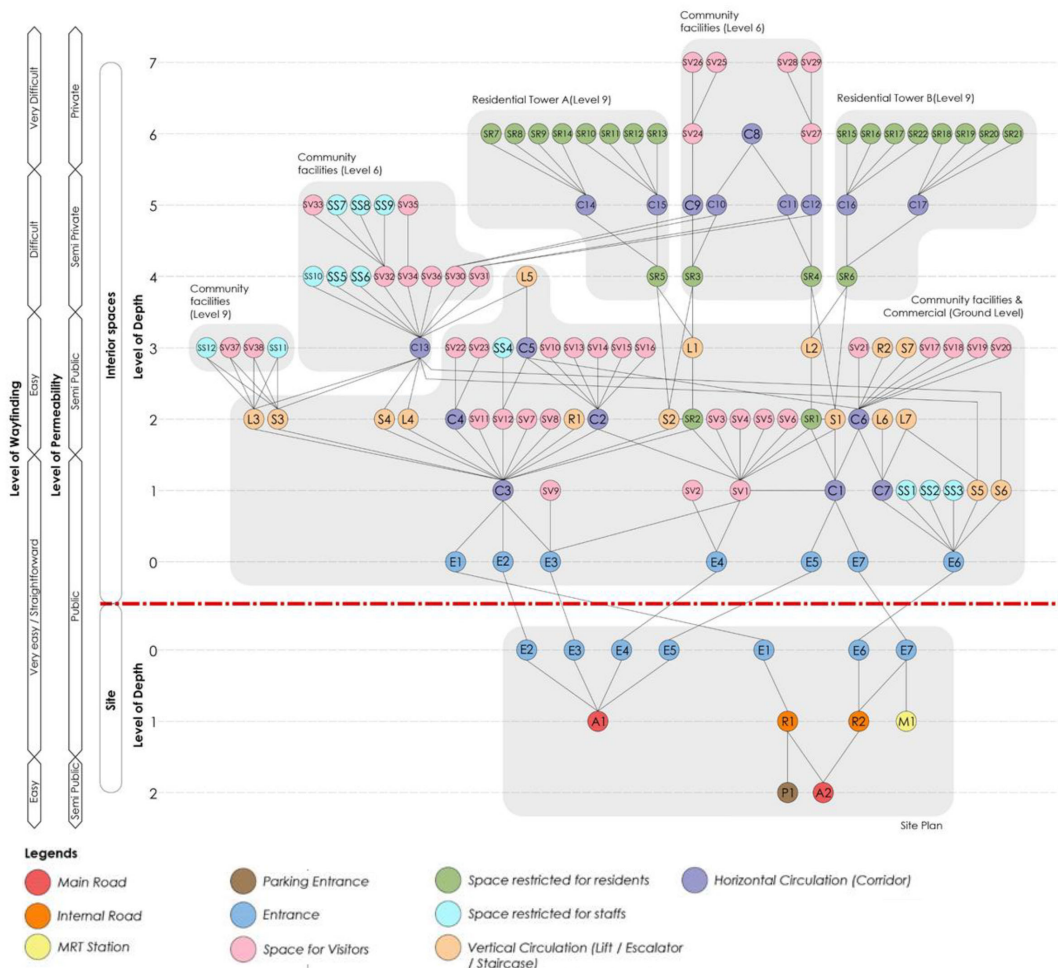 Community
facilities (Level 6)
7
SV26 SV25 SV28 SV29
Residential Tower A(Level 9)
Residential Tower B(Level 9)
6
SR7 SR8 SR9 SR14 SR10 SR11 SR12 SR13 SV24 C8 SV27 SR15 SR16 SR17 SR22 SR18 SR19 SR20 SR21
Community
facilities (Level 6)
5
SV33 SS7 SS8 SS9 SV35 C14 C15 C9 C10 C11 C12 C16 C17
4
SS10 SS5 SS6 SV32 SV34 SV36 SV30 SV31 L5 SR5 SR3 SR4 SR6
Community
facilities
(Level 9)
Community facilities &
Commercial (Ground Level)
3
SS12 SV37 SV38 SS11 C13 SV22 SV23 SS4 C5 SV10 SV13 SV14 SV15 SV16 L1 L2 SV21 R2 S7 SV17 SV18 SV19 SV20
2
L3 S3 S4 L4 C4 SV11 SV12 SV7 SV8 R1 C2 S2 SR2 SV3 SV4 SV5 SV6 SR1 S1 C6 L6 L7
1
C3 SV9 SV2 SV1 C1 C7 SS1 SS2 SS3 S5 S6
0
E1 E2 E3 E4 E5 E7 E6
0
E2 E3 E4 E5 E1 E6 E7
1
A1 R1 R2 M1
2
P1 A2
Site Plan
Level of Wayfinding
Very Difficult
Difficult
Easy
Very easy / Straightforward
Easy
Level of Permeability
Private
Semi Private
Semi Public
Public
Semi Public
Interior spaces
Site
Level of Depth
Level of Depth
Legends
Main Road
Internal Road
MRT Station
Parking Entrance
Entrance
Space for Visitors
Space restricted for residents
Space restricted for staffs
Vertical Circulation (Lift / Escalator
/ Staircase)
Horizontal Circulation (Corridor)